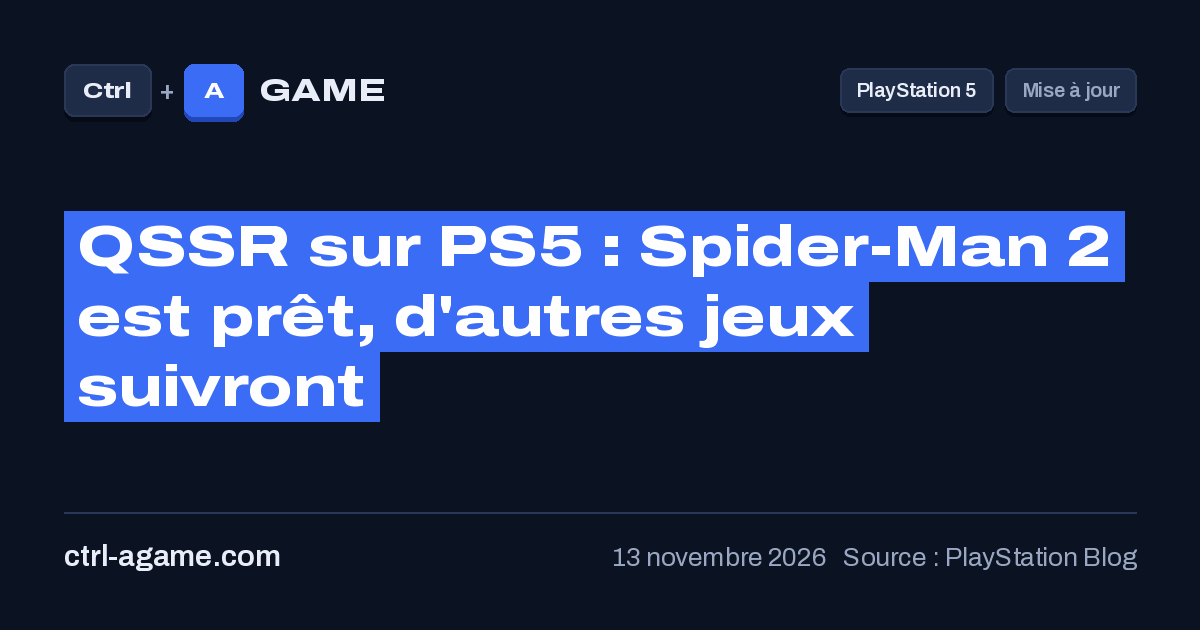 Ctrl + A GAME
PlayStation 5
Mise à jour
QSSR sur PS5 : Spider-Man 2
est prêt, d'autres jeux
suivront
ctrl-agame.com
13 novembre 2026 Source : PlayStation Blog